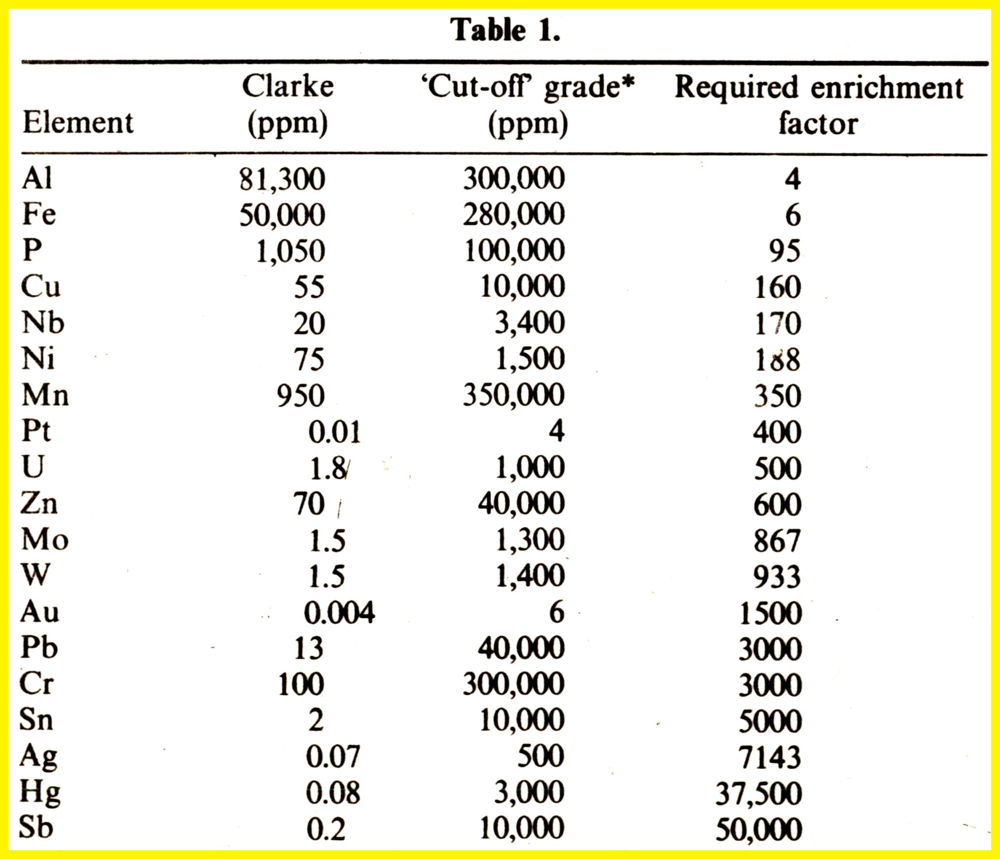 Table 1.
Clarke ‘Cut-off’ grade* Required enrichment
Element (ppm) (ppm) factor
Al 81,300 300,000 4
Fe 50,000 280,000 6
P 1,050 100,000 95
Cu 55 10,000 160
Nb 20 3,400 170
Ni 75 1,500 188
Mn 950 350,000 350
Pt 0.01 4 400
U 1.8 1,000 500
Zn 70 40,000 600
Mo 1.5 1,300 867
W 1.5 1,400 933
Au 0.004 6 1500
Pb 13 40,000 3000
Cr 100 300,000 3000
Sn 2 10,000 5000
Ag 0.07 500 7143
Hg 0.08 3,000 37,500
Sb 0.2 10,000 50,000